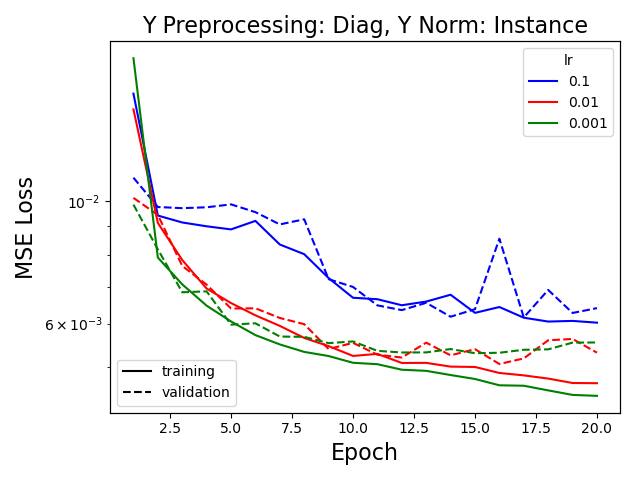 Y Preprocessing: Diag, Y Norm: Instance
MSE Loss
10⁻²
6 × 10⁻³
lr
0.1
0.01
0.001
training
validation
2.5 5.0 7.5 10.0 12.5 15.0 17.5 20.0
Epoch